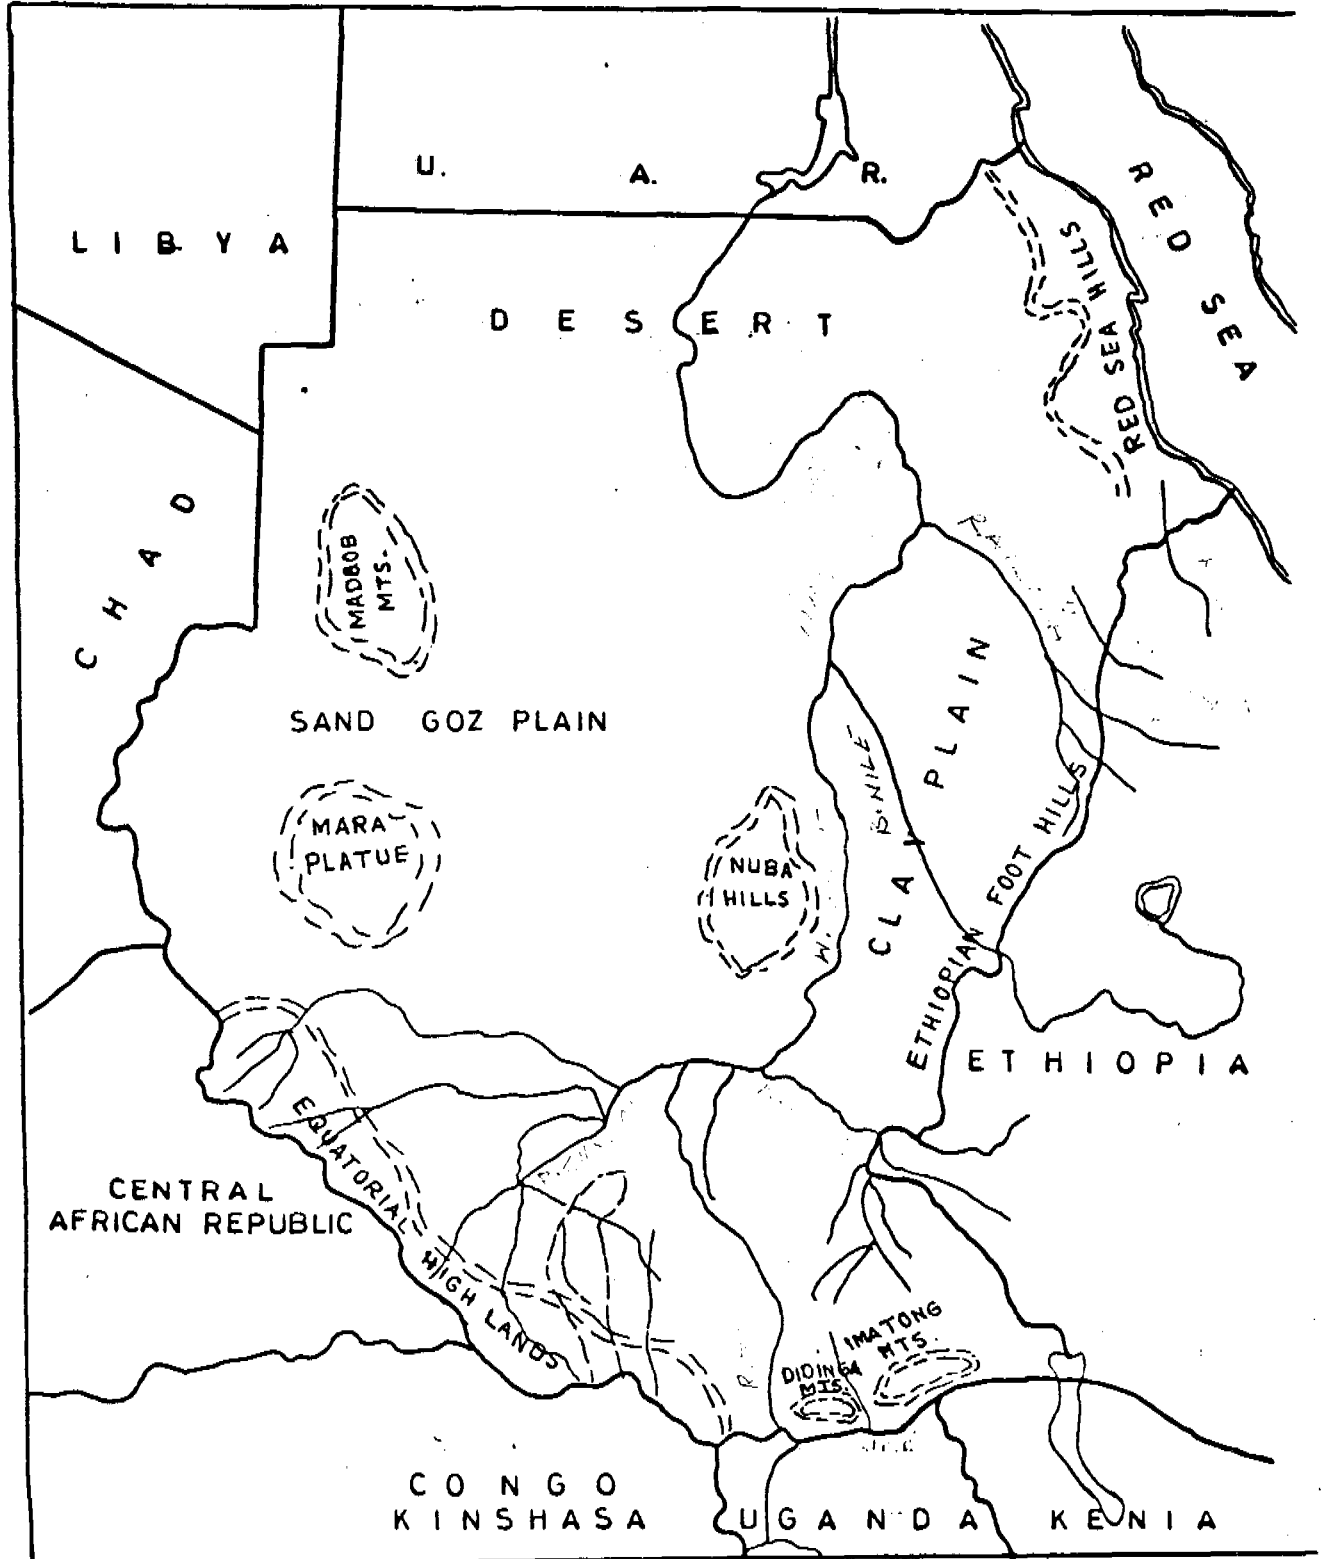 U. A. R.
LIBYA
RED SEA
RED SEA HILLS
DESERT
CHAD
MADBOB
MTS.
SAND GOZ PLAIN
CLAY PLAIN
B. NILE
W.
MARA
PLATUE
NUBA
HILLS
ETHIOPIAN FOOT HILLS
ETHIOPIA
EQUATORIAL HIGH LANDS
CENTRAL
AFRICAN REPUBLIC
IMATONG
MTS.
DIDINGA
MTS.
CONGO
KINSHASA
UGANDA
KENIA